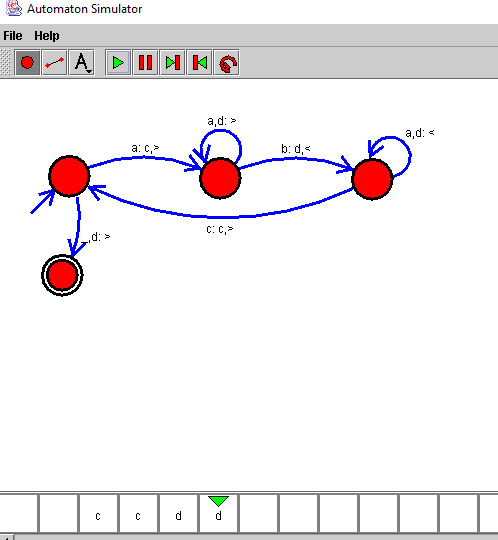 Automaton Simulator
File Help
A
a,d: >
a: c,>
b: d,<
a,d: <
c: c,>
_,d: >
c c d d